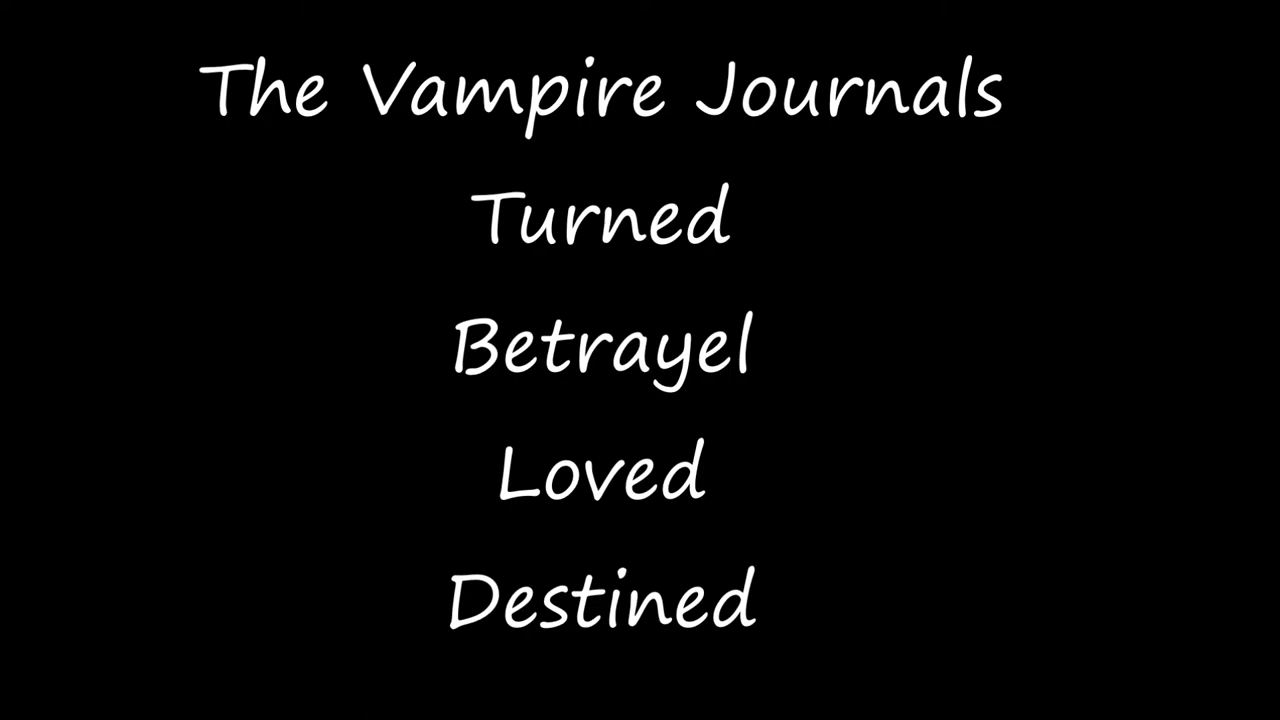 The Vampire Journals
Turned
Betrayel
Loved
Destined